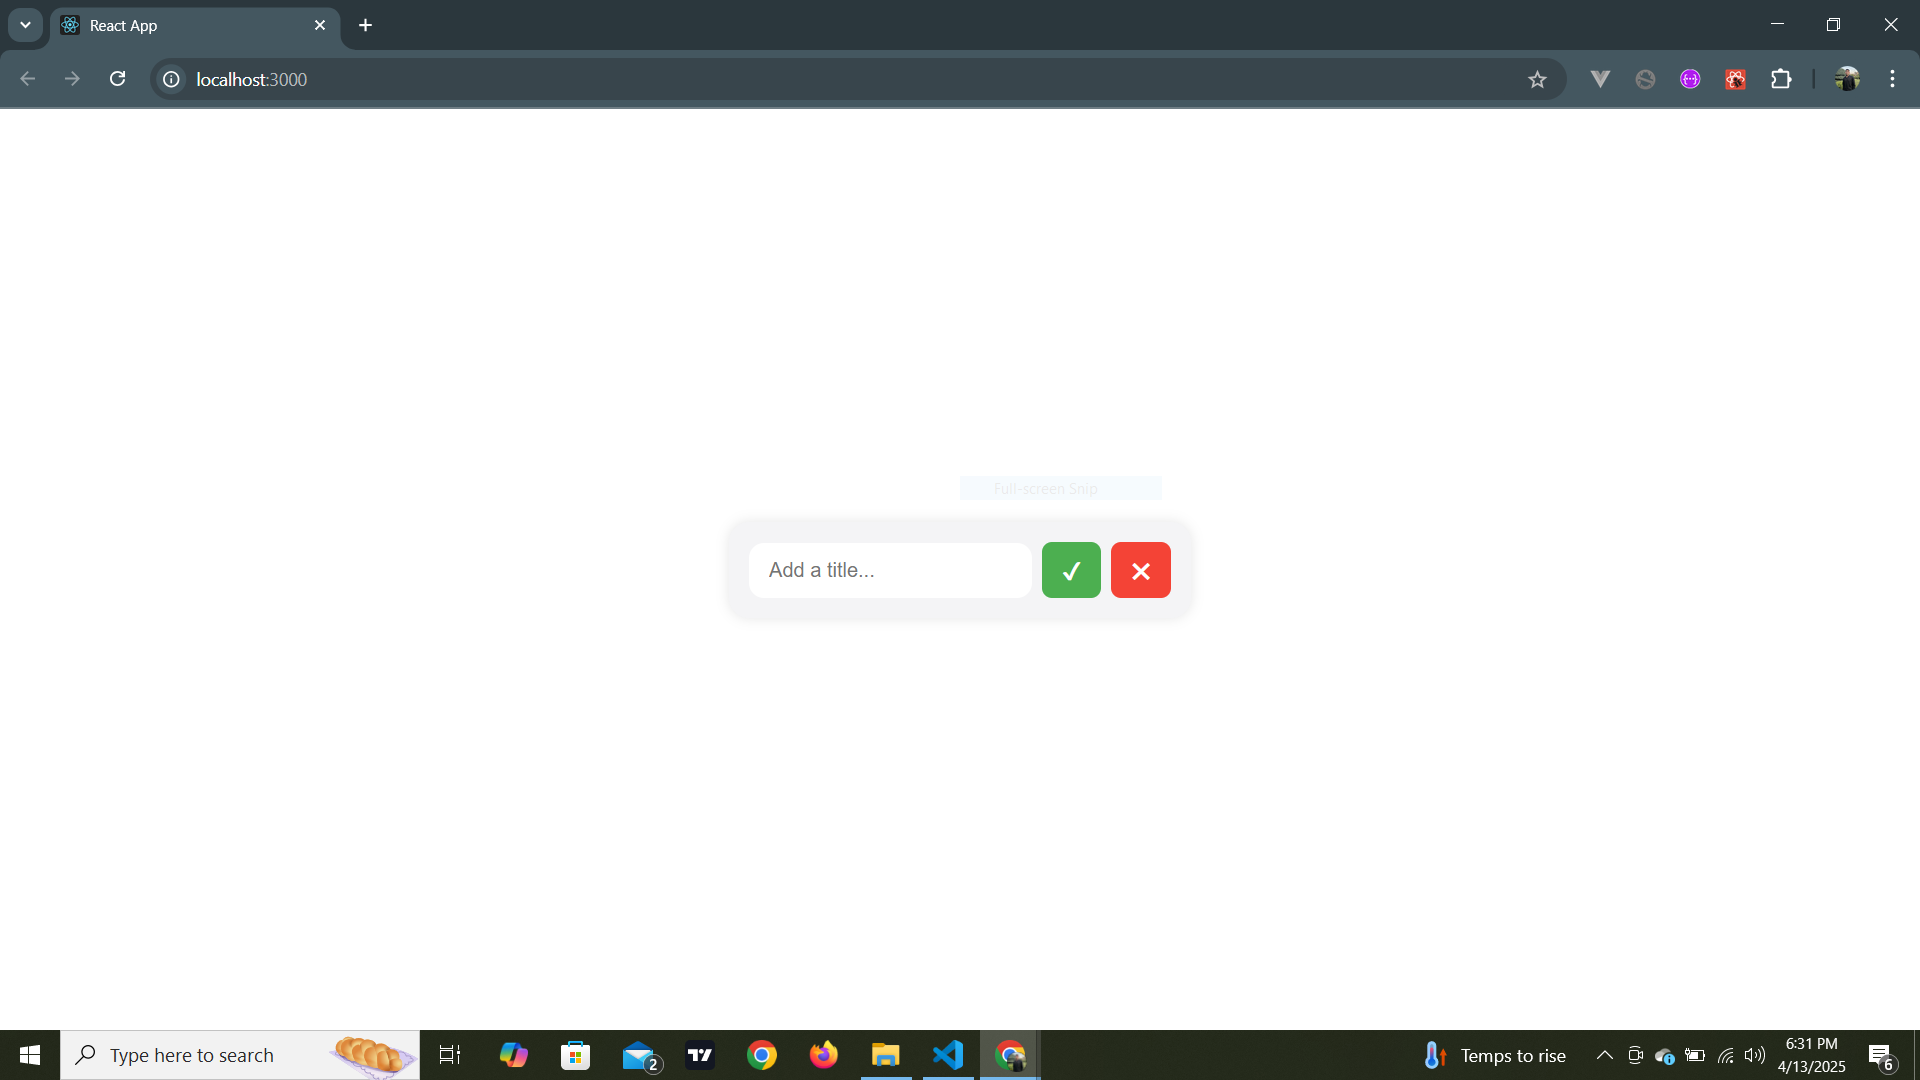 React App
localhost:3000
Full-screen Snip
Add a title...
Type here to search
2
Temps to rise
6:31 PM
4/13/2025
6